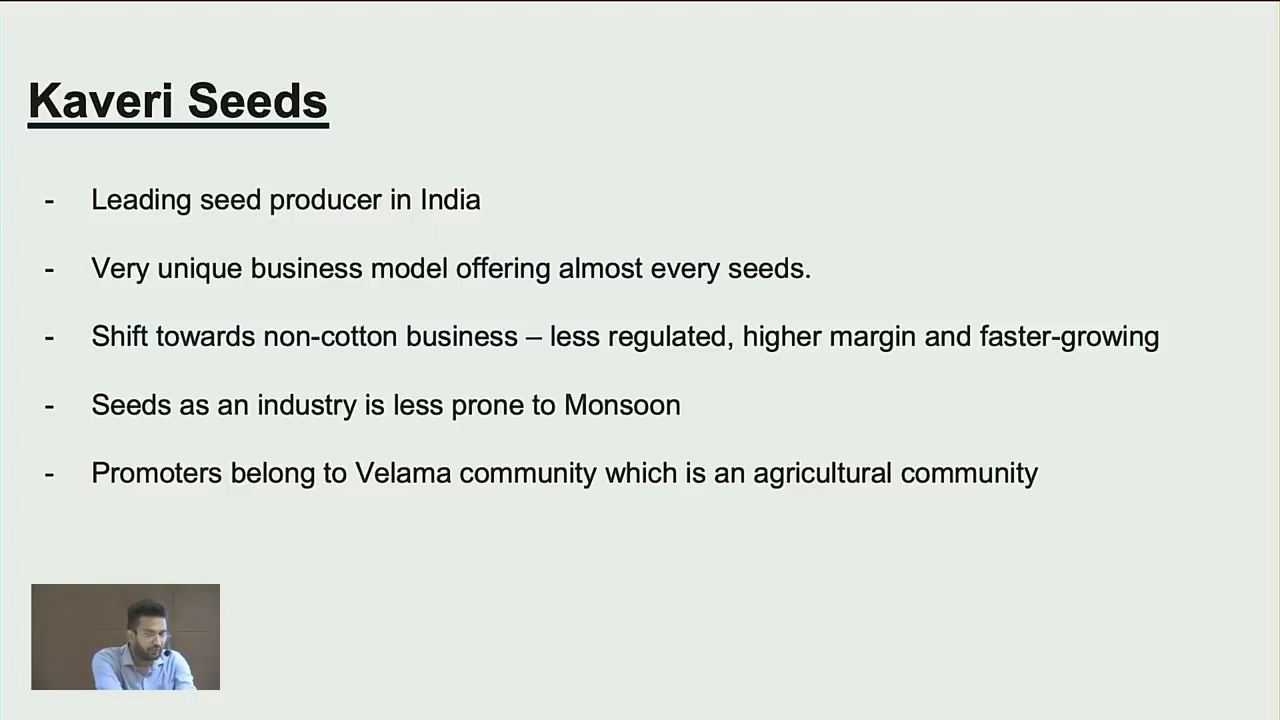 Kaveri Seeds
- Leading seed producer in India
- Very unique business model offering almost every seeds.
- Shift towards non-cotton business – less regulated, higher margin and faster-growing
- Seeds as an industry is less prone to Monsoon
- Promoters belong to Velama community which is an agricultural community